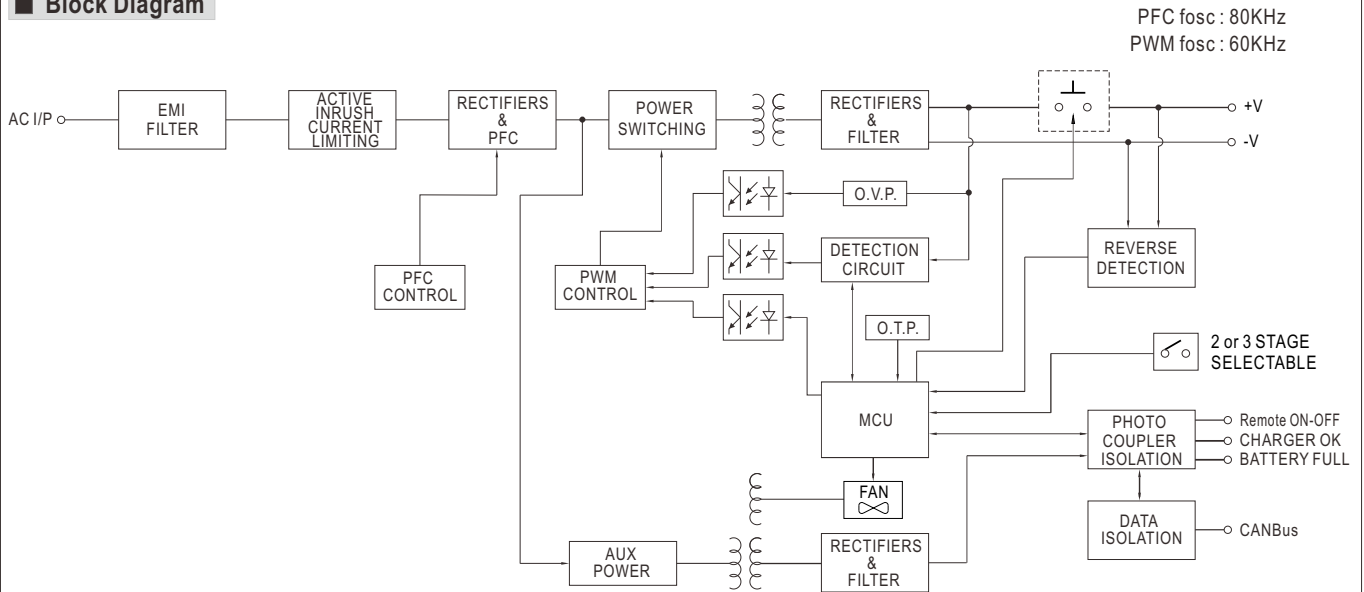 ■ Block Diagram
PFC fosc : 80KHz
PWM fosc : 60KHz
AC I/P
EMI
FILTER
ACTIVE
INRUSH
CURRENT
LIMITING
RECTIFIERS
&
PFC
POWER
SWITCHING
RECTIFIERS
&
FILTER
+V
-V
O.V.P.
PFC
CONTROL
PWM
CONTROL
DETECTION
CIRCUIT
REVERSE
DETECTION
O.T.P.
2 or 3 STAGE
SELECTABLE
MCU
PHOTO
COUPLER
ISOLATION
Remote ON-OFF
CHARGER OK
BATTERY FULL
FAN
DATA
ISOLATION
CANBus
AUX
POWER
RECTIFIERS
&
FILTER